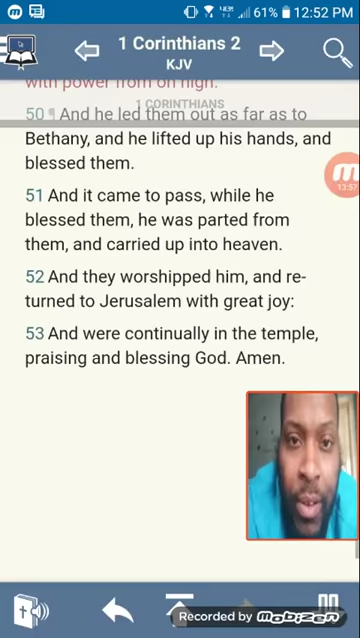 61% 12:52 PM
1 Corinthians 2
KJV
with power from on high.
1 CORINTHIANS
50 ¶ And he led them out as far as to
Bethany, and he lifted up his hands, and
blessed them.
51 And it came to pass, while he
blessed them, he was parted from
them, and carried up into heaven.
52 And they worshipped him, and re-
turned to Jerusalem with great joy:
53 And were continually in the temple,
praising and blessing God. Amen.
13:57
Recorded by Mobizen